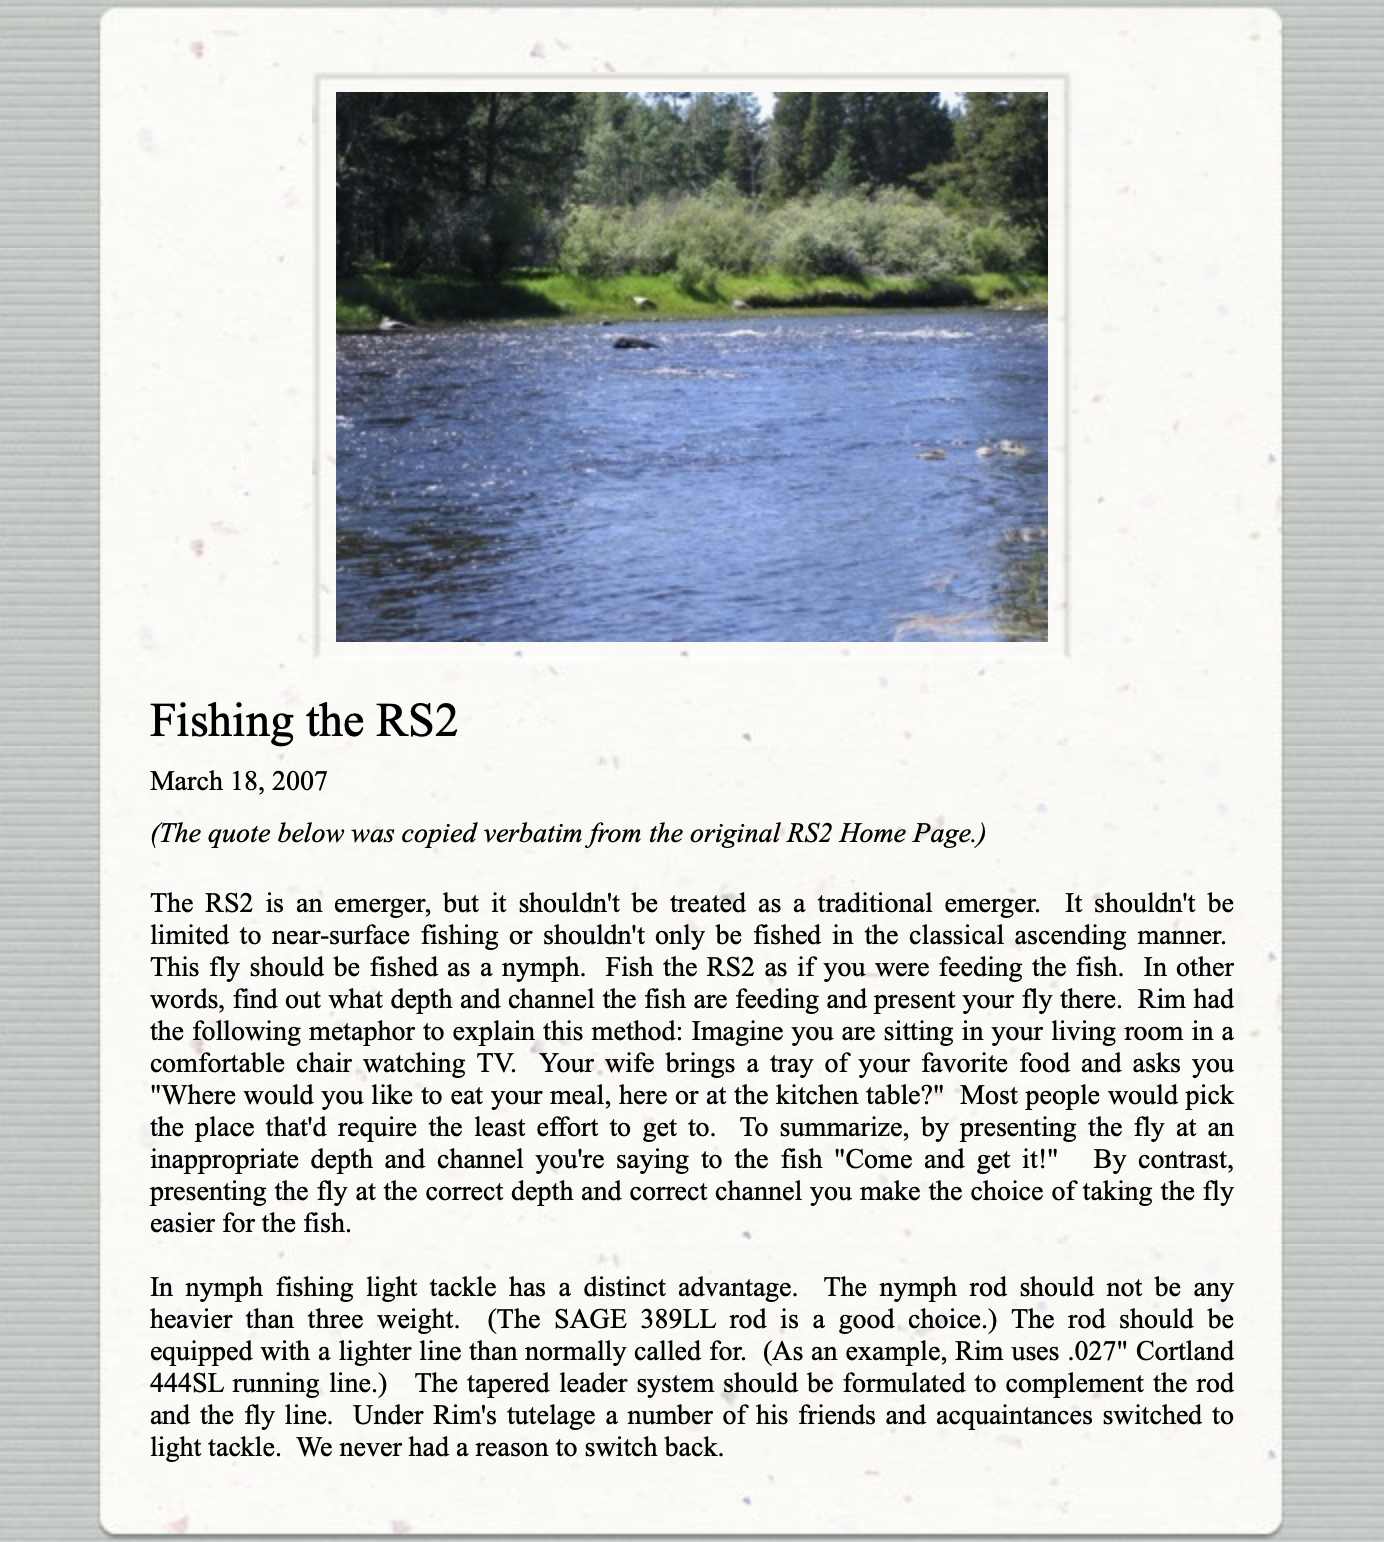 Fishing the RS2
March 18, 2007
(The quote below was copied verbatim from the original RS2 Home Page.)
The RS2 is an emerger, but it shouldn't be treated as a traditional emerger.  It shouldn't be
limited to near-surface fishing or shouldn't only be fished in the classical ascending manner.
This fly should be fished as a nymph.  Fish the RS2 as if you were feeding the fish.  In other
words, find out what depth and channel the fish are feeding and present your fly there.  Rim had
the following metaphor to explain this method: Imagine you are sitting in your living room in a
comfortable chair watching TV.  Your wife brings a tray of your favorite food and asks you
"Where would you like to eat your meal, here or at the kitchen table?"  Most people would pick
the place that'd require the least effort to get to.  To summarize, by presenting the fly at an
inappropriate depth and channel you're saying to the fish "Come and get it!"   By contrast,
presenting the fly at the correct depth and correct channel you make the choice of taking the fly
easier for the fish.
In nymph fishing light tackle has a distinct advantage.  The nymph rod should not be any
heavier than three weight.  (The SAGE 389LL rod is a good choice.) The rod should be
equipped with a lighter line than normally called for.  (As an example, Rim uses .027" Cortland
444SL running line.)   The tapered leader system should be formulated to complement the rod
and the fly line.  Under Rim's tutelage a number of his friends and acquaintances switched to
light tackle.  We never had a reason to switch back.